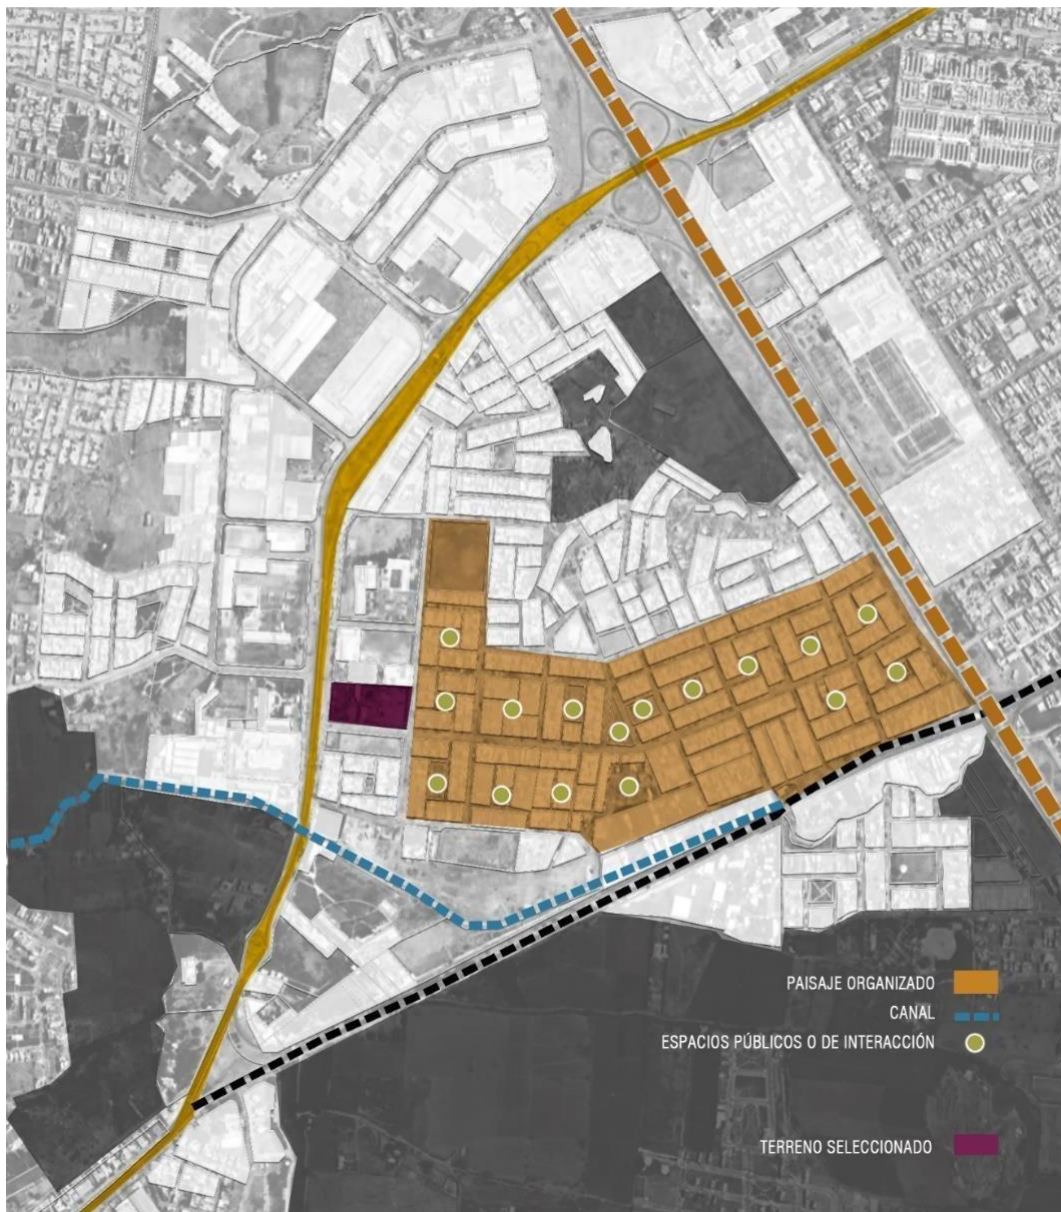 PAISAJE ORGANIZADO
CANAL
ESPACIOS PÚBLICOS O DE INTERACCIÓN
TERRENO SELECCIONADO